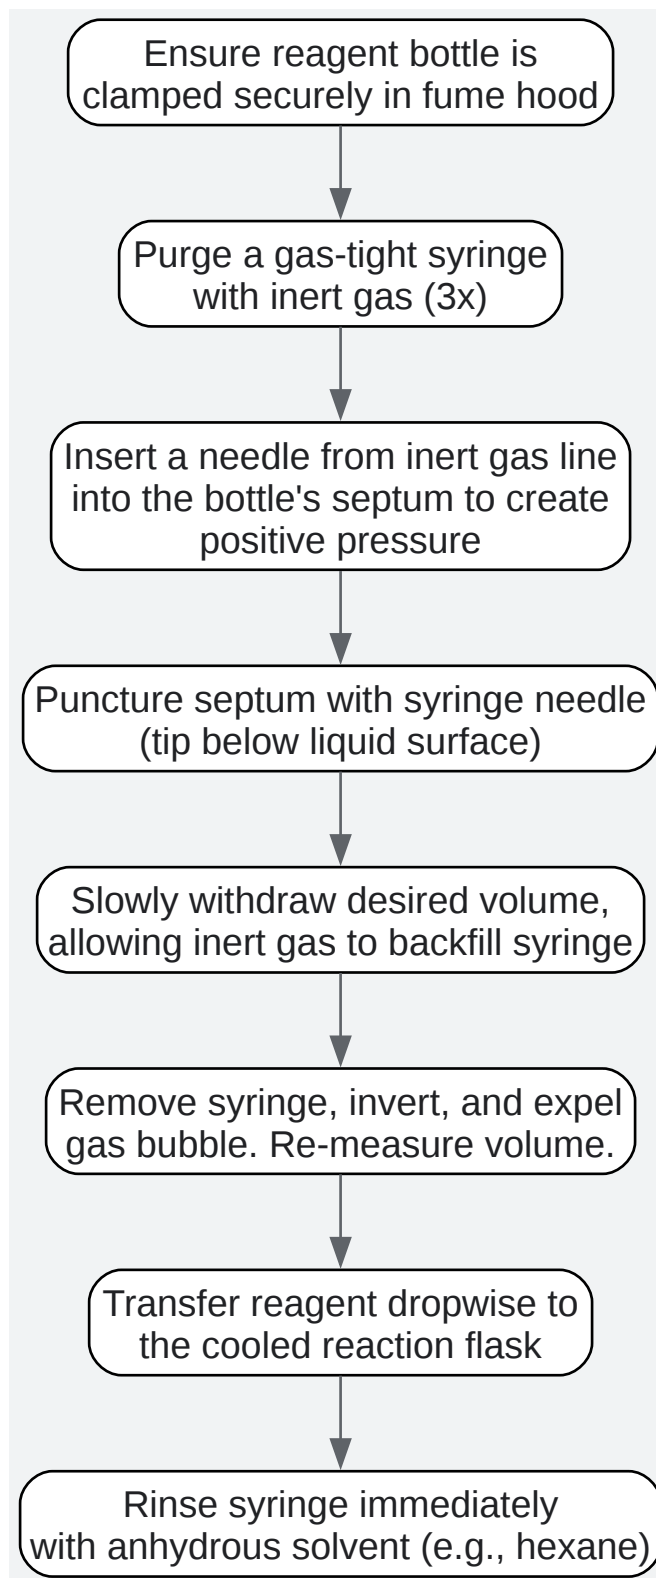 Ensure reagent bottle is
clamped securely in fume hood
Purge a gas-tight syringe
with inert gas (3x)
Insert a needle from inert gas line
into the bottle's septum to create
positive pressure
Puncture septum with syringe needle
(tip below liquid surface)
Slowly withdraw desired volume,
allowing inert gas to backfill syringe
Remove syringe, invert, and expel
gas bubble. Re-measure volume.
Transfer reagent dropwise to
the cooled reaction flask
Rinse syringe immediately
with anhydrous solvent (e.g., hexane)